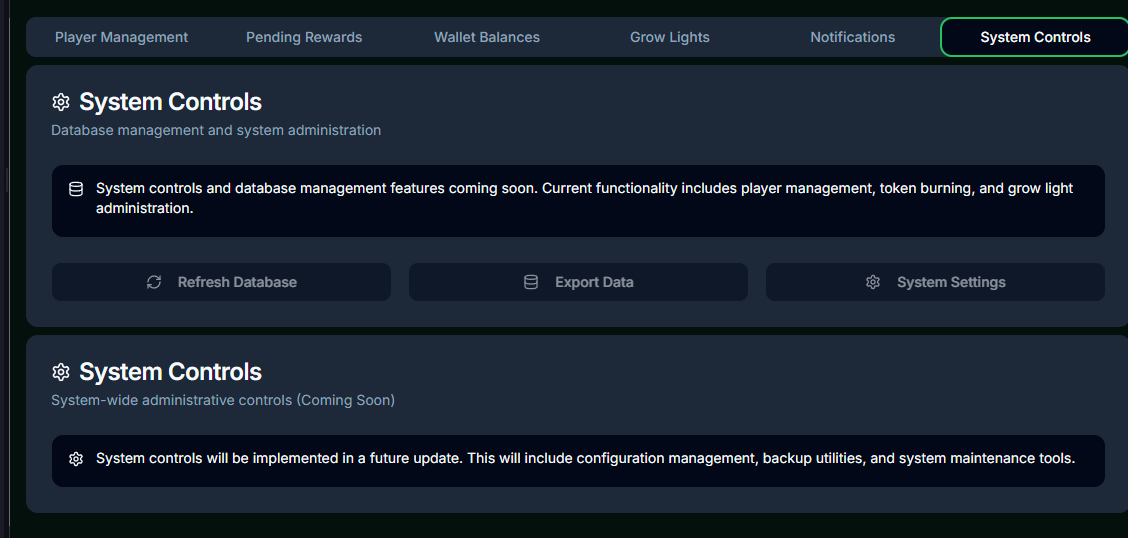 Player Management
Pending Rewards
Wallet Balances
Grow Lights
Notifications
System Controls
System Controls
Database management and system administration
System controls and database management features coming soon. Current functionality includes player management, token burning, and grow light
administration.
Refresh Database
Export Data
System Settings
System Controls
System-wide administrative controls (Coming Soon)
System controls will be implemented in a future update. This will include configuration management, backup utilities, and system maintenance tools.